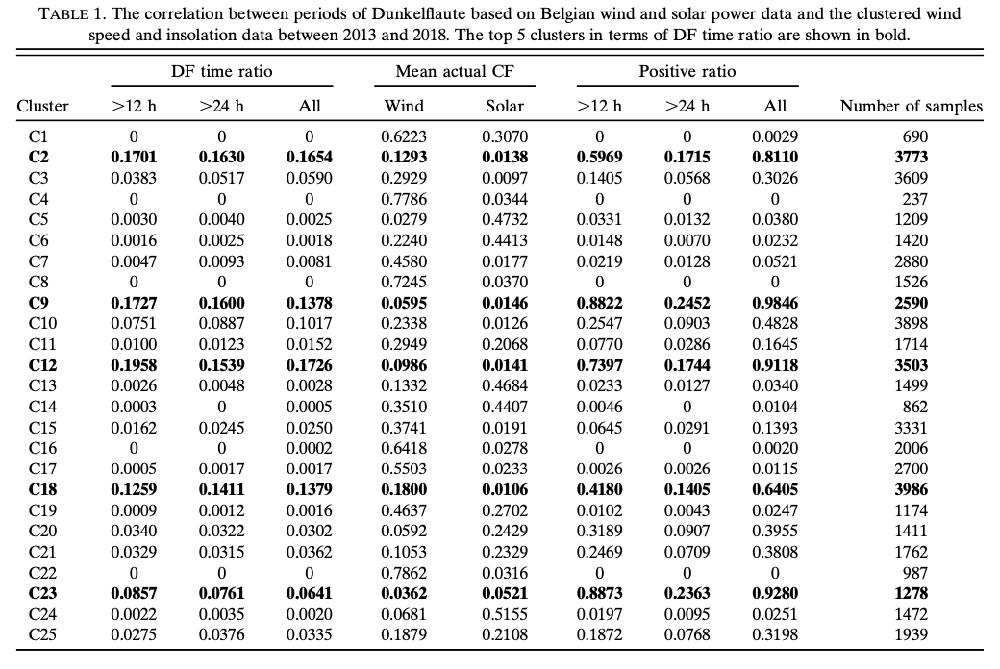 TABLE 1. The correlation between periods of Dunkelflaute based on Belgian wind and solar power data and the clustered wind
speed and insolation data between 2013 and 2018. The top 5 clusters in terms of DF time ratio are shown in bold.
DF time ratio Mean actual CF Positive ratio
Cluster >12 h >24 h All Wind Solar >12 h >24 h All Number of samples
C1 0 0 0 0.6223 0.3070 0 0 0.0029 690
C2 0.1701 0.1630 0.1654 0.1293 0.0138 0.5969 0.1715 0.8110 3773
C3 0.0383 0.0517 0.0590 0.2929 0.0097 0.1405 0.0568 0.3026 3609
C4 0 0 0 0.7786 0.0344 0 0 0 237
C5 0.0030 0.0040 0.0025 0.0279 0.4732 0.0331 0.0132 0.0380 1209
C6 0.0016 0.0025 0.0018 0.2240 0.4413 0.0148 0.0070 0.0232 1420
C7 0.0047 0.0093 0.0081 0.4580 0.0177 0.0219 0.0128 0.0521 2880
C8 0 0 0 0.7245 0.0370 0 0 0 1526
C9 0.1727 0.1600 0.1378 0.0595 0.0146 0.8822 0.2452 0.9846 2590
C10 0.0751 0.0887 0.1017 0.2338 0.0126 0.2547 0.0903 0.4828 3898
C11 0.0100 0.0123 0.0152 0.2949 0.2068 0.0770 0.0286 0.1645 1714
C12 0.1958 0.1539 0.1726 0.0986 0.0141 0.7397 0.1744 0.9118 3503
C13 0.0026 0.0048 0.0028 0.1332 0.4684 0.0233 0.0127 0.0340 1499
C14 0.0003 0 0.0005 0.3510 0.4407 0.0046 0 0.0104 862
C15 0.0162 0.0245 0.0250 0.3741 0.0191 0.0645 0.0291 0.1393 3331
C16 0 0 0.0002 0.6418 0.0278 0 0 0.0020 2006
C17 0.0005 0.0017 0.0017 0.5503 0.0233 0.0026 0.0026 0.0115 2700
C18 0.1259 0.1411 0.1379 0.1800 0.0106 0.4180 0.1405 0.6405 3986
C19 0.0009 0.0012 0.0016 0.4637 0.2702 0.0102 0.0043 0.0247 1174
C20 0.0340 0.0322 0.0302 0.0592 0.2429 0.3189 0.0907 0.3955 1411
C21 0.0329 0.0315 0.0362 0.1053 0.2329 0.2469 0.0709 0.3808 1762
C22 0 0 0 0.7862 0.0316 0 0 0 987
C23 0.0857 0.0761 0.0641 0.0362 0.0521 0.8873 0.2363 0.9280 1278
C24 0.0022 0.0035 0.0020 0.0681 0.5155 0.0197 0.0095 0.0251 1472
C25 0.0275 0.0376 0.0335 0.1879 0.2108 0.1872 0.0768 0.3198 1939